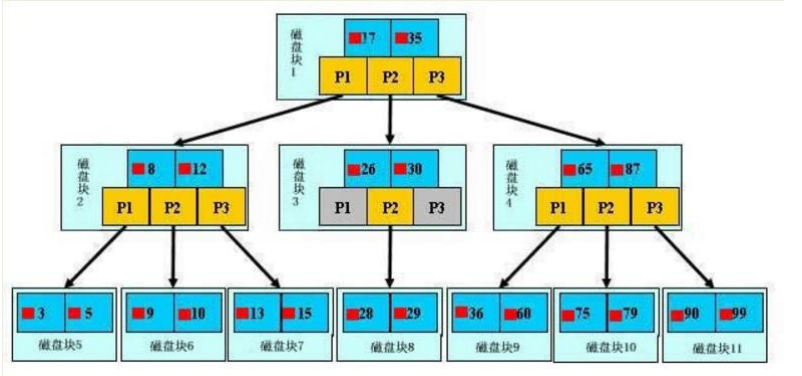 磁盘块1
17 35
P1 P2 P3
磁盘块2
8 12
P1 P2 P3
磁盘块3
26 30
P1 P2 P3
磁盘块4
65 87
P1 P2 P3
3 5
磁盘块5
9 10
磁盘块6
13 15
磁盘块7
28 29
磁盘块8
36 60
磁盘块9
75 79
磁盘块10
90 99
磁盘块11